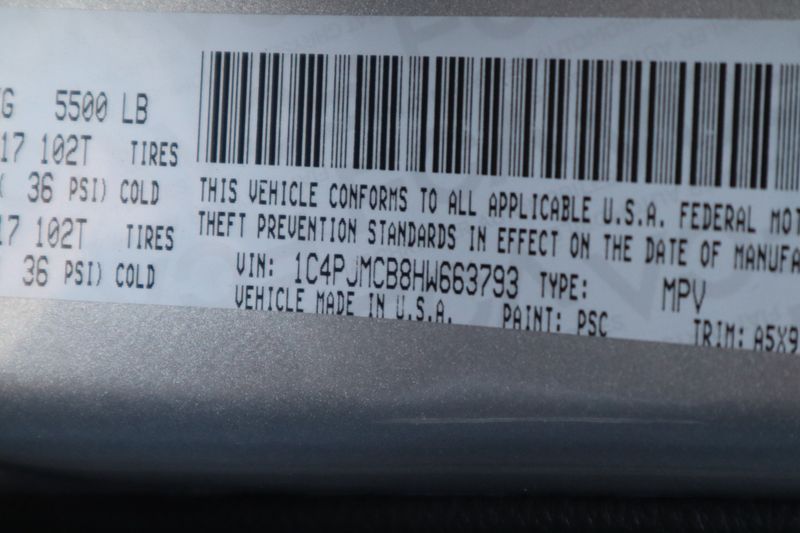 5500 LB
17 102T TIRES
36 PSI) COLD
17 102T TIRES
36 PSI) COLD
THIS VEHICLE CONFORMS TO ALL APPLICABLE U.S.A. FEDERAL MOT
THEFT PREVENTION STANDARDS IN EFFECT ON THE DATE OF MANUFA
VIN: 1C4PJMCB8HW663793 TYPE: MPV
VEHICLE MADE IN U.S.A. PAINT: PSC TRIM: A5X9